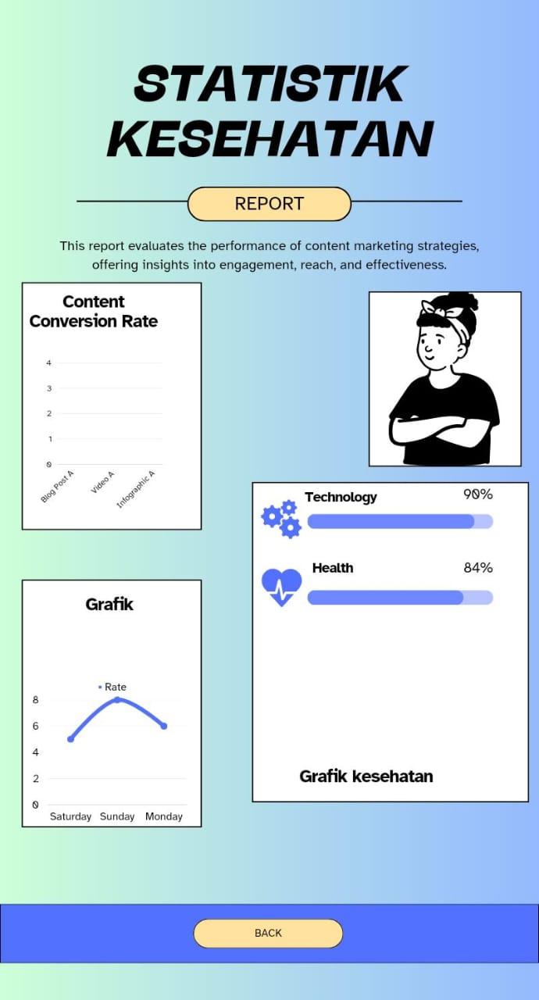 STATISTIK
KESEHATAN
REPORT
This report evaluates the performance of content marketing strategies,
offering insights into engagement, reach, and effectiveness.
Content
Conversion Rate
4
3
2
1
0
Blog Post A
Video A
Infographic A
Technology 90%
Health 84%
Grafik kesehatan
Grafik
Rate
8
6
4
2
0
Saturday Sunday Monday
BACK